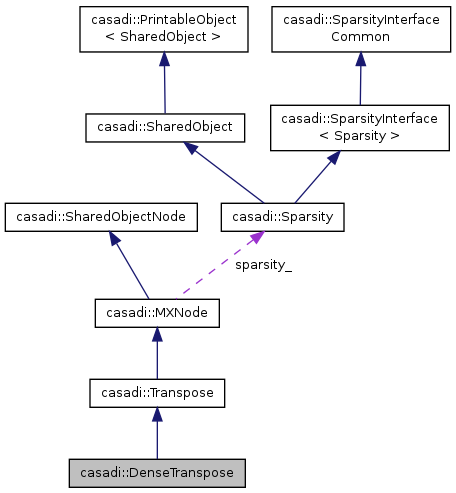 casadi::PrintableObject
< SharedObject >
casadi::SparsityInterface
Common
casadi::SharedObject
casadi::SparsityInterface
< Sparsity >
casadi::SharedObjectNode
casadi::Sparsity
sparsity_
casadi::MXNode
casadi::Transpose
casadi::DenseTranspose